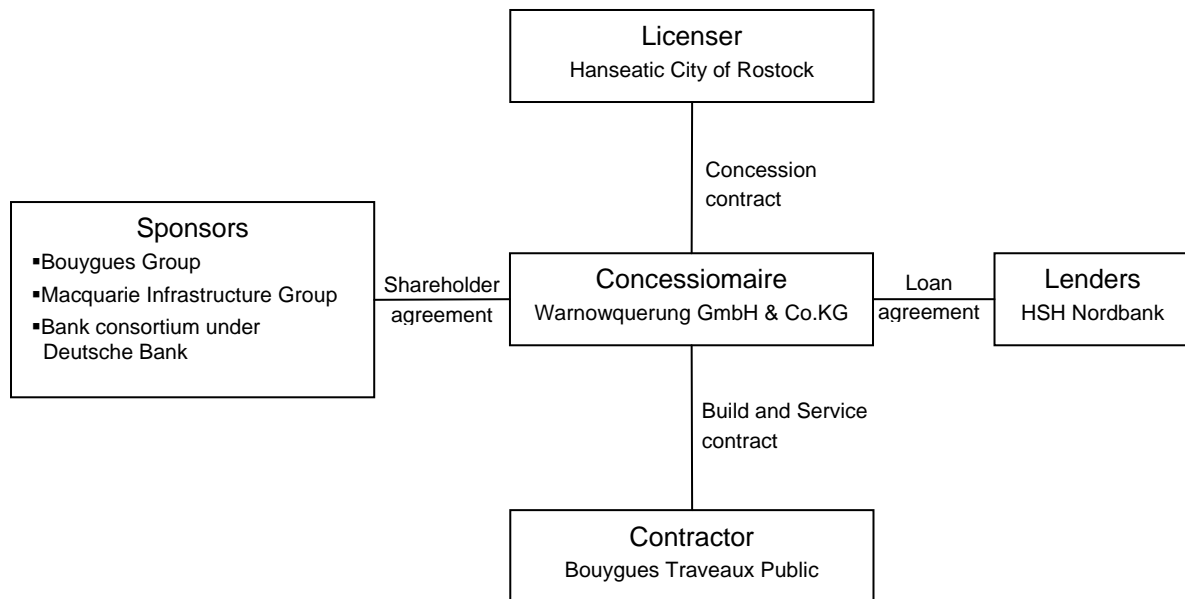 Licenser
Hanseatic City of Rostock
Concession
contract
Sponsors
▪Bouygues Group
▪Macquarie Infrastructure Group
▪Bank consortium under
Deutsche Bank
Shareholder
agreement
Concessiomaire
Warnowquerung GmbH & Co.KG
Loan
agreement
Lenders
HSH Nordbank
Build and Service
contract
Contractor
Bouygues Traveaux Public